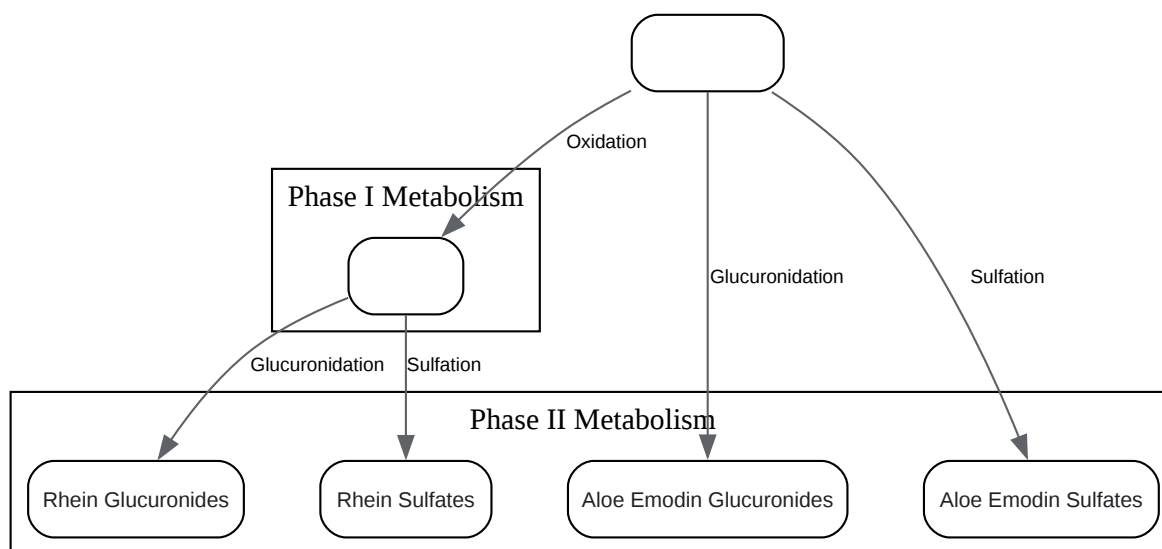 Oxidation
Phase I Metabolism
Glucuronidation
Sulfation
Glucuronidation
Sulfation
Phase II Metabolism
Rhein Glucuronides
Rhein Sulfates
Aloe Emodin Glucuronides
Aloe Emodin Sulfates